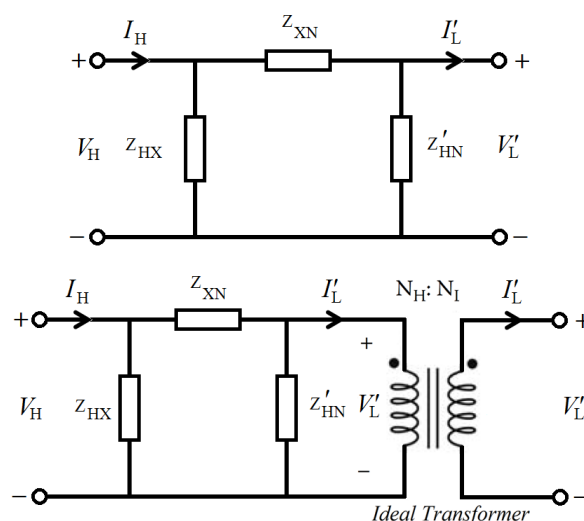 Z_XN
I_H
I′_L
+ +
V_H
Z_HX
Z′_HN
V′_L
− −
Z_XN
I_H
I′_L
N_H: N_I
I′_L
+ + +
V_H
Z_HX
Z′_HN
V′_L
V′_L
− − −
Ideal Transformer